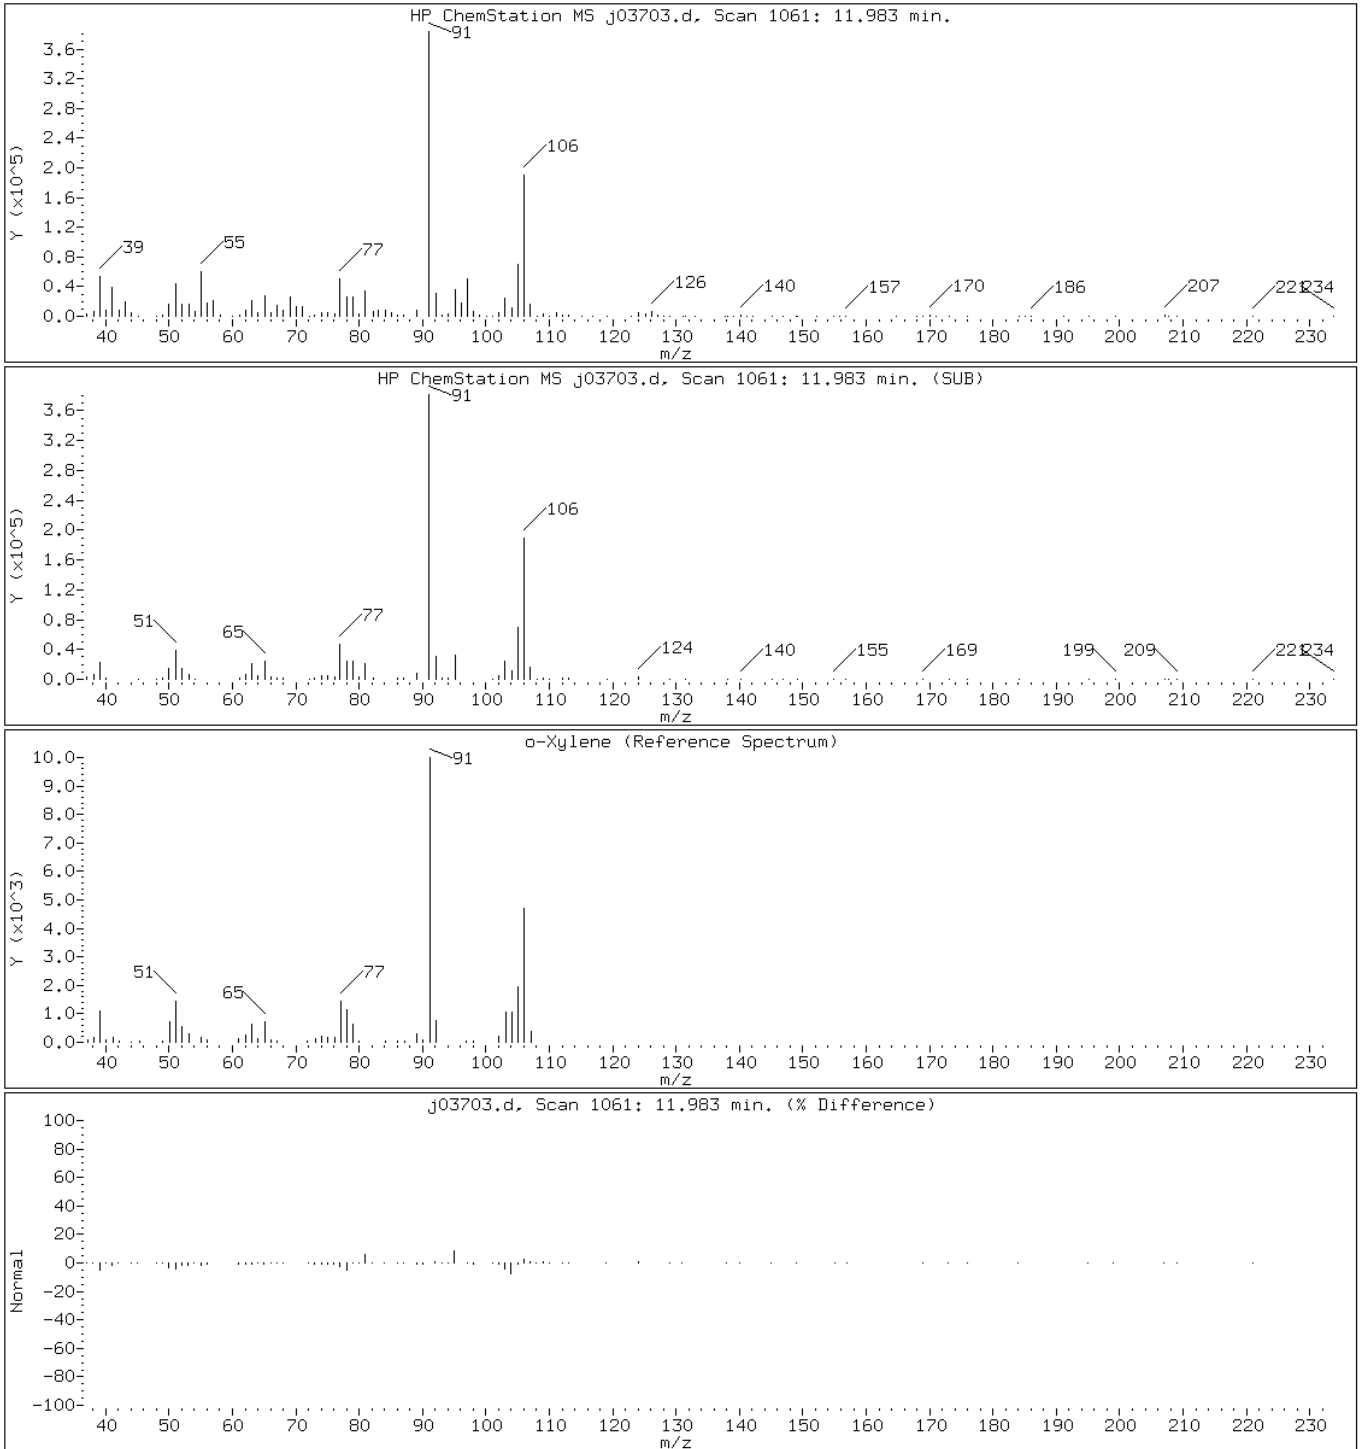 HP ChemStation MS j03703.d, Scan 1061: 11.983 min.
91
3.6
3.2
2.8
2.4
2.0
106
1.6
1.2
39 55 77
0.8
0.4
126 140 157 170 186 207 221 234
0.0
Y (x10^5)
40 50 60 70 80 90 100 110 120 130 140 150 160 170 180 190 200 210 220 230
m/z
HP ChemStation MS j03703.d, Scan 1061: 11.983 min. (SUB)
91
3.6
3.2
2.8
2.4
106
2.0
1.6
1.2
0.8
51 65 77
0.4
124 140 155 169 199 209 221 234
0.0
Y (x10^5)
40 50 60 70 80 90 100 110 120 130 140 150 160 170 180 190 200 210 220 230
m/z
o-Xylene (Reference Spectrum)
91
10.0
9.0
8.0
7.0
6.0
5.0
4.0
3.0
51 65 77
2.0
1.0
0.0
Y (x10^3)
40 50 60 70 80 90 100 110 120 130 140 150 160 170 180 190 200 210 220 230
m/z
j03703.d, Scan 1061: 11.983 min. (% Difference)
100
80
60
40
20
0
-20
-40
-60
-80
-100
Normal
40 50 60 70 80 90 100 110 120 130 140 150 160 170 180 190 200 210 220 230
m/z